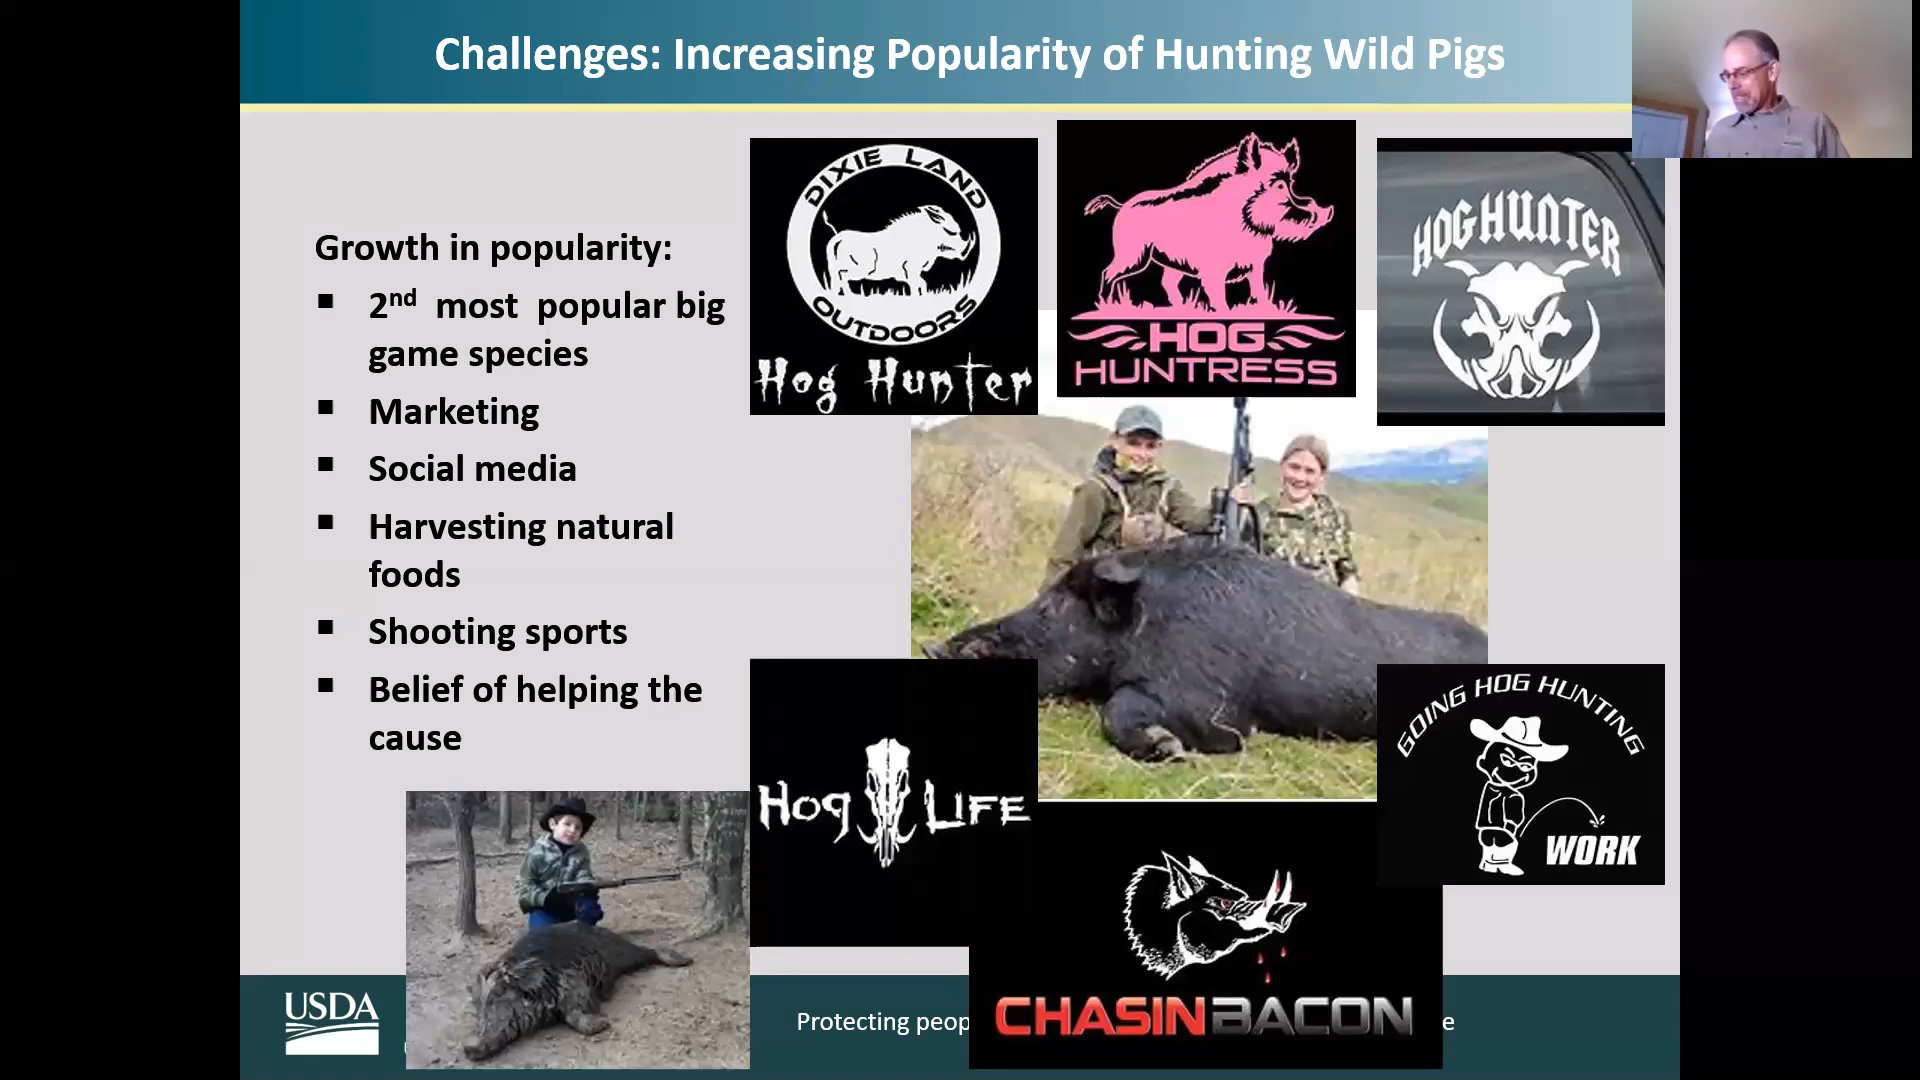 Challenges: Increasing Popularity of Hunting Wild Pigs
Growth in popularity:
2nd most popular big
game species
Marketing
Social media
Harvesting natural
foods
Shooting sports
Belief of helping the
cause
DIXIE LAND
OUTDOORS
Hog Hunter
HOG
HUNTRESS
HOG HUNTER
HOG LIFE
GOING HOG HUNTING
WORK
CHASINBACON
USDA
Protecting